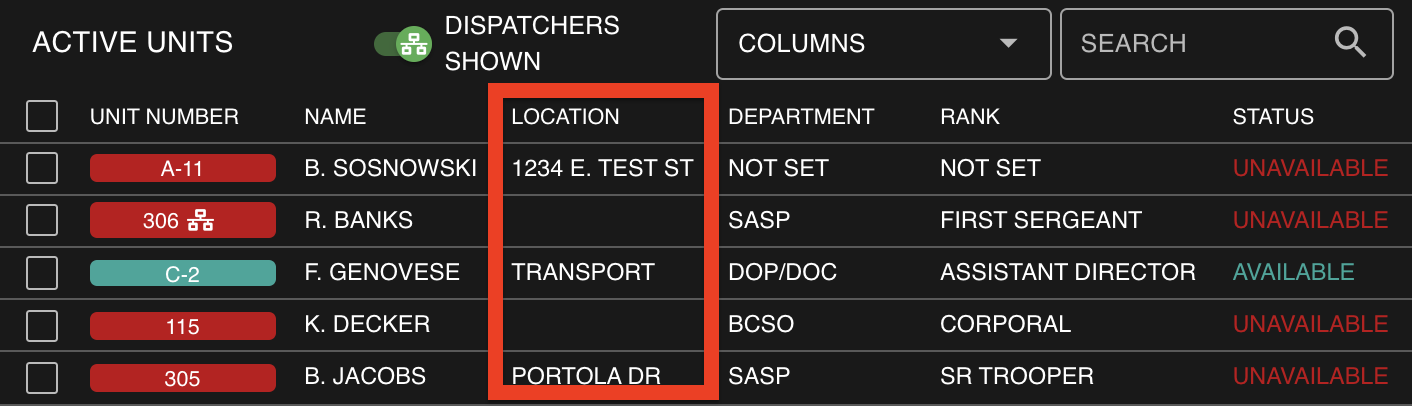 ACTIVE UNITS
DISPATCHERS
SHOWN
COLUMNS
SEARCH
UNIT NUMBER NAME LOCATION DEPARTMENT RANK STATUS
A-11 B. SOSNOWSKI 1234 E. TEST ST NOT SET NOT SET UNAVAILABLE
306 R. BANKS SASP FIRST SERGEANT UNAVAILABLE
C-2 F. GENOVESE TRANSPORT DOP/DOC ASSISTANT DIRECTOR AVAILABLE
115 K. DECKER BCSO CORPORAL UNAVAILABLE
305 B. JACOBS PORTOLA DR SASP SR TROOPER UNAVAILABLE